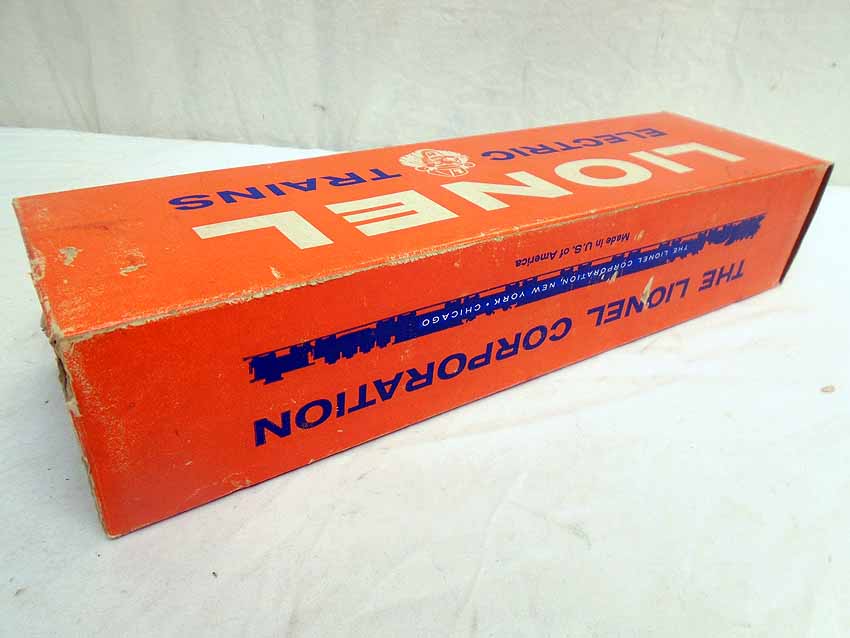 LIONEL
ELECTRIC TRAINS
THE LIONEL CORPORATION
THE LIONEL CORPORATION, NEW YORK • CHICAGO
Made in U.S. of America